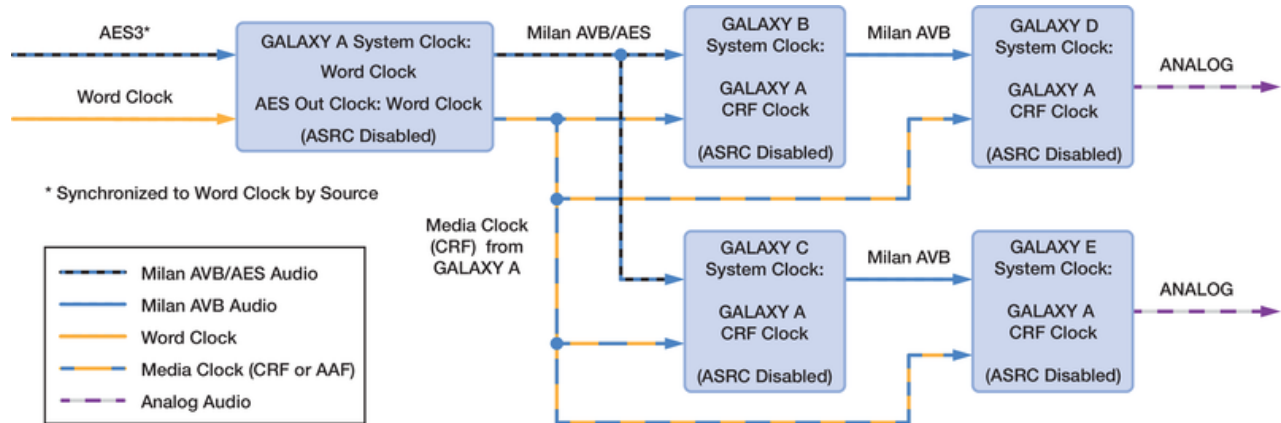 AES3*
Word Clock
GALAXY A System Clock:
Word Clock
AES Out Clock: Word Clock
(ASRC Disabled)
Milan AVB/AES
GALAXY B
System Clock:
GALAXY A
CRF Clock
(ASRC Disabled)
Milan AVB
GALAXY D
System Clock:
GALAXY A
CRF Clock
(ASRC Disabled)
ANALOG
* Synchronized to Word Clock by Source
Media Clock
(CRF) from
GALAXY A
GALAXY C
System Clock:
GALAXY A
CRF Clock
(ASRC Disabled)
Milan AVB
GALAXY E
System Clock:
GALAXY A
CRF Clock
(ASRC Disabled)
ANALOG
Milan AVB/AES Audio
Milan AVB Audio
Word Clock
Media Clock (CRF or AAF)
Analog Audio